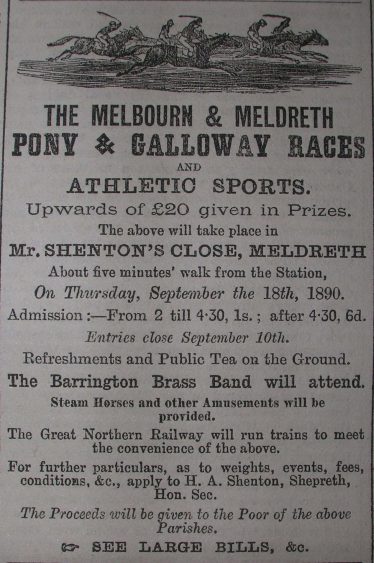 THE MELBOURN & MELDRETH
PONY & GALLOWAY RACES
AND
ATHLETIC SPORTS.
Upwards of £20 given in Prizes.
The above will take place in
Mr. SHENTON'S CLOSE, MELDRETH
About five minutes' walk from the Station,
On Thursday, September the 18th, 1890.
Admission:—From 2 till 4·30, 1s.; after 4·30, 6d.
Entries close September 10th.
Refreshments and Public Tea on the Ground.
The Barrington Brass Band will attend.
Steam Horses and other Amusements will be
provided.
The Great Northern Railway will run trains to meet
the convenience of the above.
For further particulars, as to weights, events, fees,
conditions, &c., apply to H. A. Shenton, Shepreth,
Hon. Sec.
The Proceeds will be given to the Poor of the above
Parishes.
☞ SEE LARGE BILLS, &c.